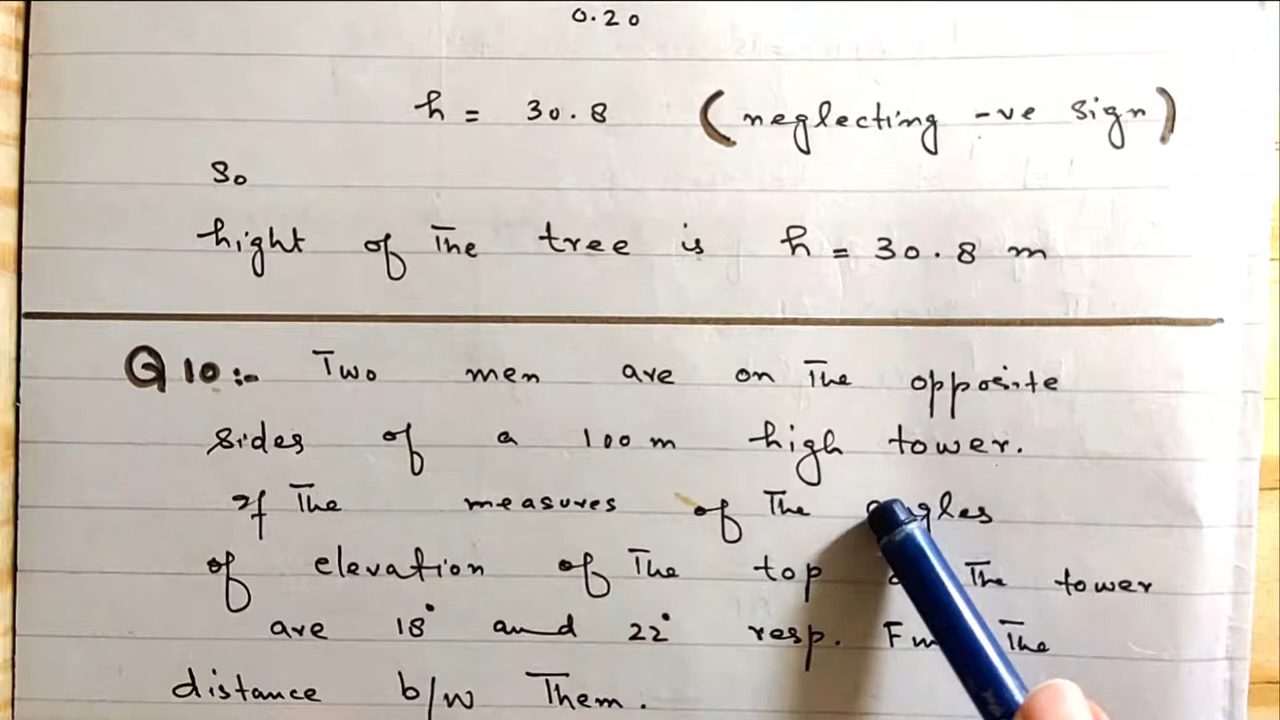 0.20
h = 30.8 (neglecting -ve sign)
So
hight of The tree is h = 30.8 m
Q10:- Two men are on The opposite
sides of a 100m high tower.
If The measures of The angles
of elevation of The top The tower
are 18° and 22° resp. The
distance b/w Them.